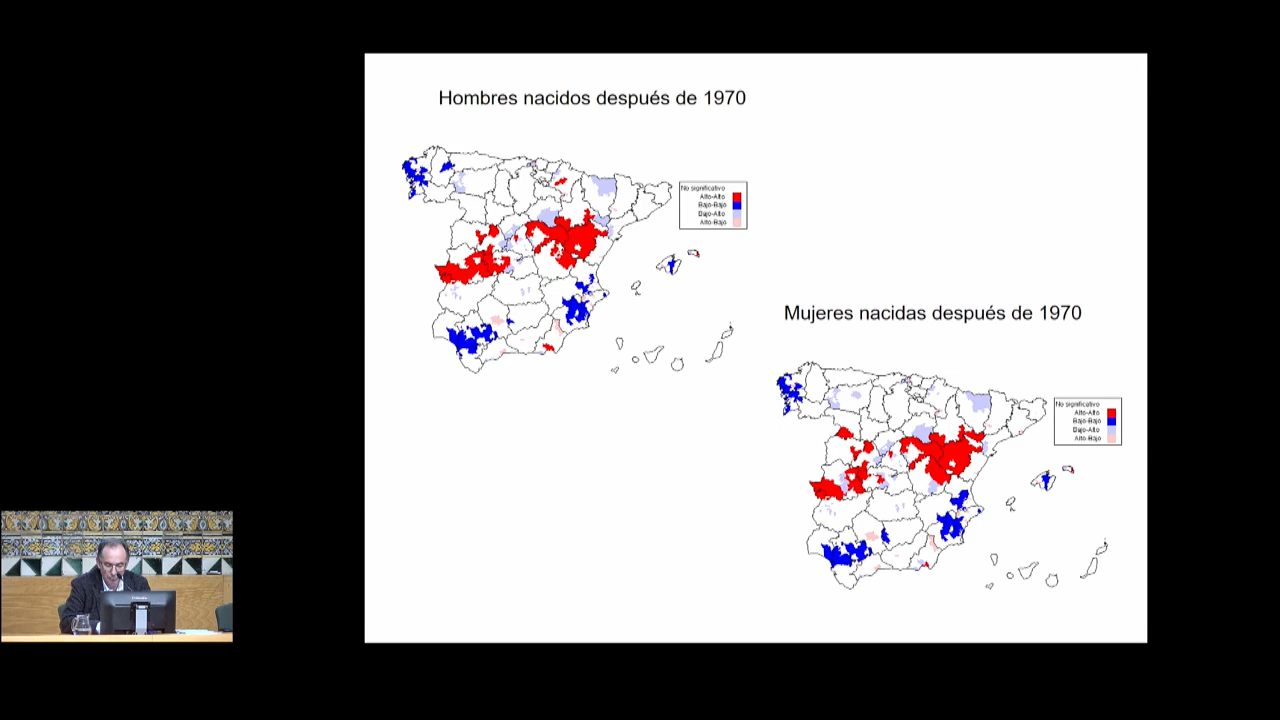 Hombres nacidos después de 1970
No significativo
Alto-Alto
Bajo-Bajo
Bajo-Alto
Alto-Bajo
Mujeres nacidas después de 1970
No significativo
Alto-Alto
Bajo-Bajo
Bajo-Alto
Alto-Bajo